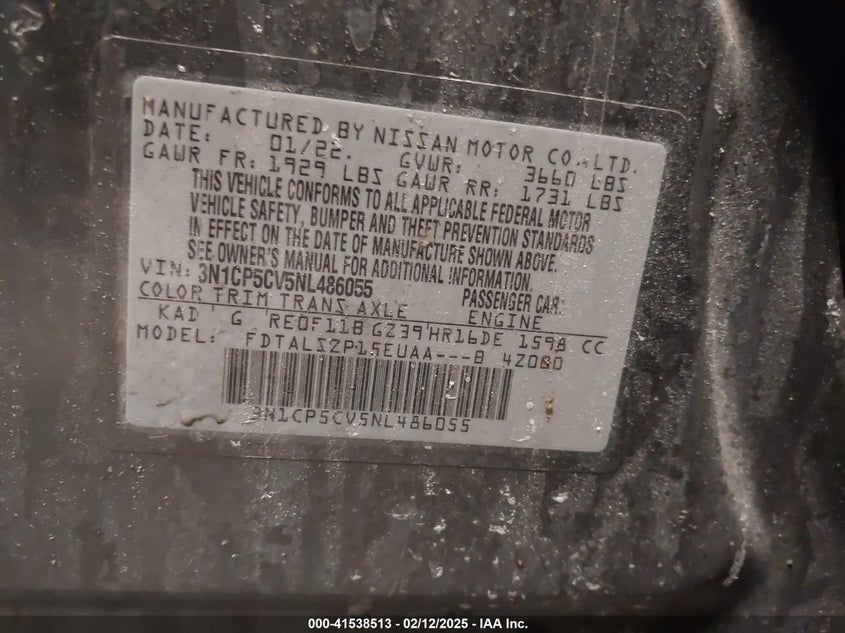 MANUFACTURED BY NISSAN MOTOR CO.,LTD.
DATE: 01/22. GVWR: 3660 LBS
GAWR FR: 1929 LBS GAWR RR: 1731 LBS
THIS VEHICLE CONFORMS TO ALL APPLICABLE FEDERAL MOTOR
VEHICLE SAFETY, BUMPER AND THEFT PREVENTION STANDARDS
IN EFFECT ON THE DATE OF MANUFACTURE SHOWN ABOVE.
SEE OWNER'S MANUAL FOR ADDITIONAL INFORMATION.
VIN: 3N1CP5CV5NL486055 PASSENGER CAR:
COLOR TRIM TRANS AXLE ENGINE
KAD G RE0F11B GZ39 HR16DE 1598 CC
MODEL: FDTALSZP15EUAA---B 4Z080
3N1CP5CV5NL486055
000-41538513 - 02/12/2025 - IAA Inc.